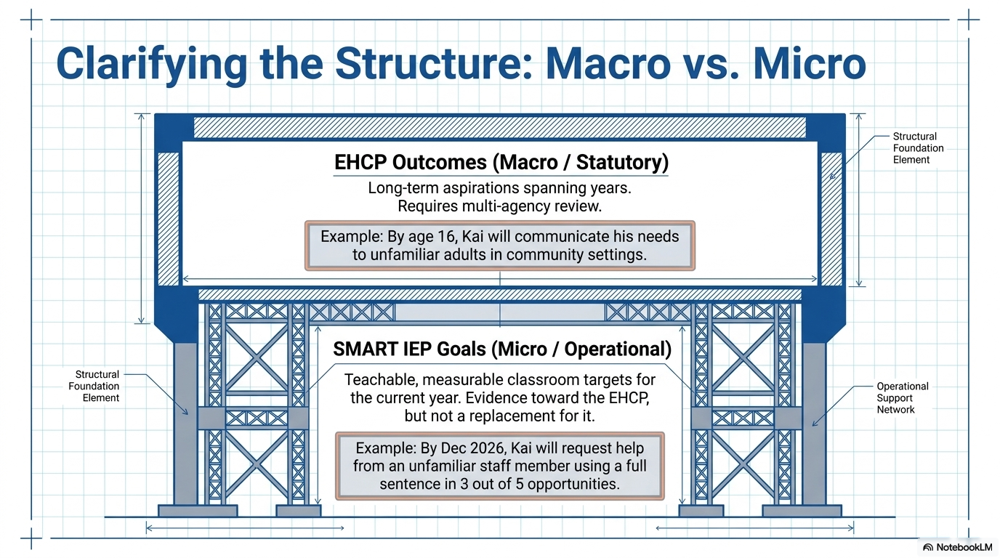 Clarifying the Structure: Macro vs. Micro
EHCP Outcomes (Macro / Statutory)
Long-term aspirations spanning years.
Requires multi-agency review.
Example: By age 16, Kai will communicate his needs
to unfamiliar adults in community settings.
Structural
Foundation
Element
SMART IEP Goals (Micro / Operational)
Teachable, measurable classroom targets for
the current year. Evidence toward the EHCP,
but not a replacement for it.
Example: By Dec 2026, Kai will request help
from an unfamiliar staff member using a full
sentence in 3 out of 5 opportunities.
Structural
Foundation
Element
Operational
Support
Network
NotebookLM